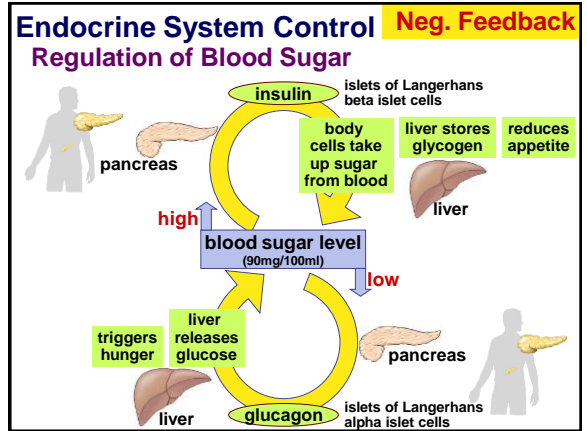 Endocrine System Control
Neg. Feedback
Regulation of Blood Sugar
insulin
islets of Langerhans
beta islet cells
pancreas
body
cells take
up sugar
from blood
liver stores
glycogen
reduces
appetite
liver
high
blood sugar level
(90mg/100ml)
low
triggers
hunger
liver
releases
glucose
pancreas
liver
glucagon
islets of Langerhans
alpha islet cells